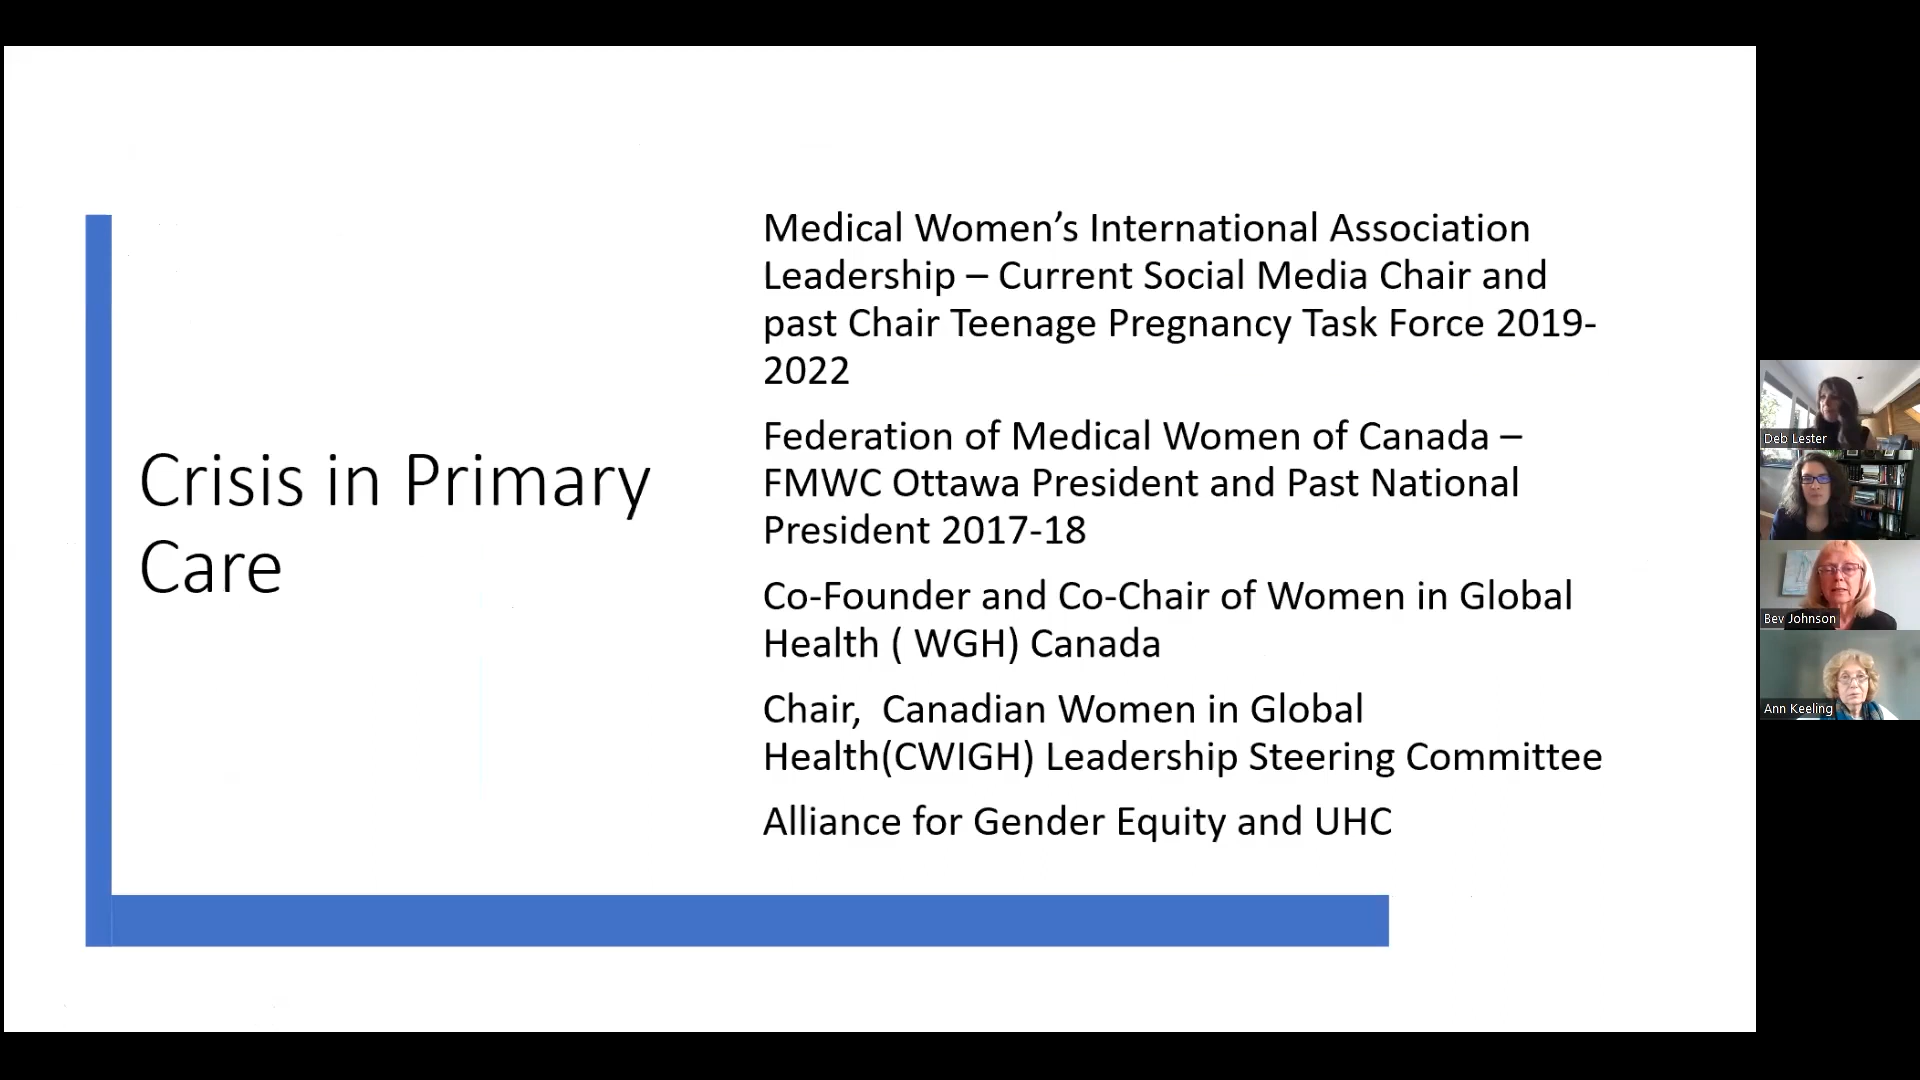 Crisis in Primary
Care
Medical Women’s International Association
Leadership – Current Social Media Chair and
past Chair Teenage Pregnancy Task Force 2019-
2022
Federation of Medical Women of Canada –
FMWC Ottawa President and Past National
President 2017-18
Co-Founder and Co-Chair of Women in Global
Health ( WGH) Canada
Chair,  Canadian Women in Global
Health(CWIGH) Leadership Steering Committee
Alliance for Gender Equity and UHC
Deb Lester
Bev Johnson
Ann Keeling